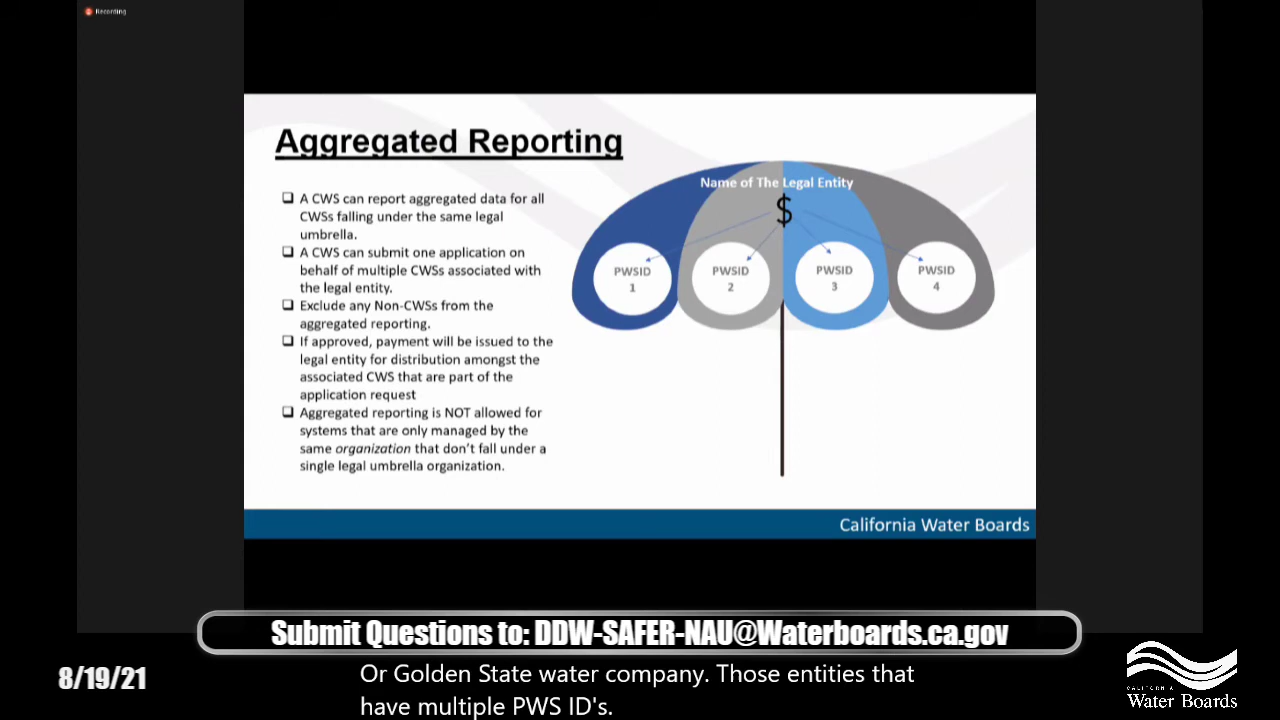 Recording
Aggregated Reporting
❑ A CWS can report aggregated data for all
CWSs falling under the same legal
umbrella.
❑ A CWS can submit one application on
behalf of multiple CWSs associated with
the legal entity.
❑ Exclude any Non-CWSs from the
aggregated reporting.
❑ If approved, payment will be issued to the
legal entity for distribution amongst the
associated CWS that are part of the
application request
❑ Aggregated reporting is NOT allowed for
systems that are only managed by the
same organization that don't fall under a
single legal umbrella organization.
Name of The Legal Entity
$
PWSID
1
PWSID
2
PWSID
3
PWSID
4
California Water Boards
Submit Questions to: DDW-SAFER-NAU@Waterboards.ca.gov
8/19/21
Or Golden State water company. Those entities that
have multiple PWS ID's.
CALIFORNIA
Water Boards